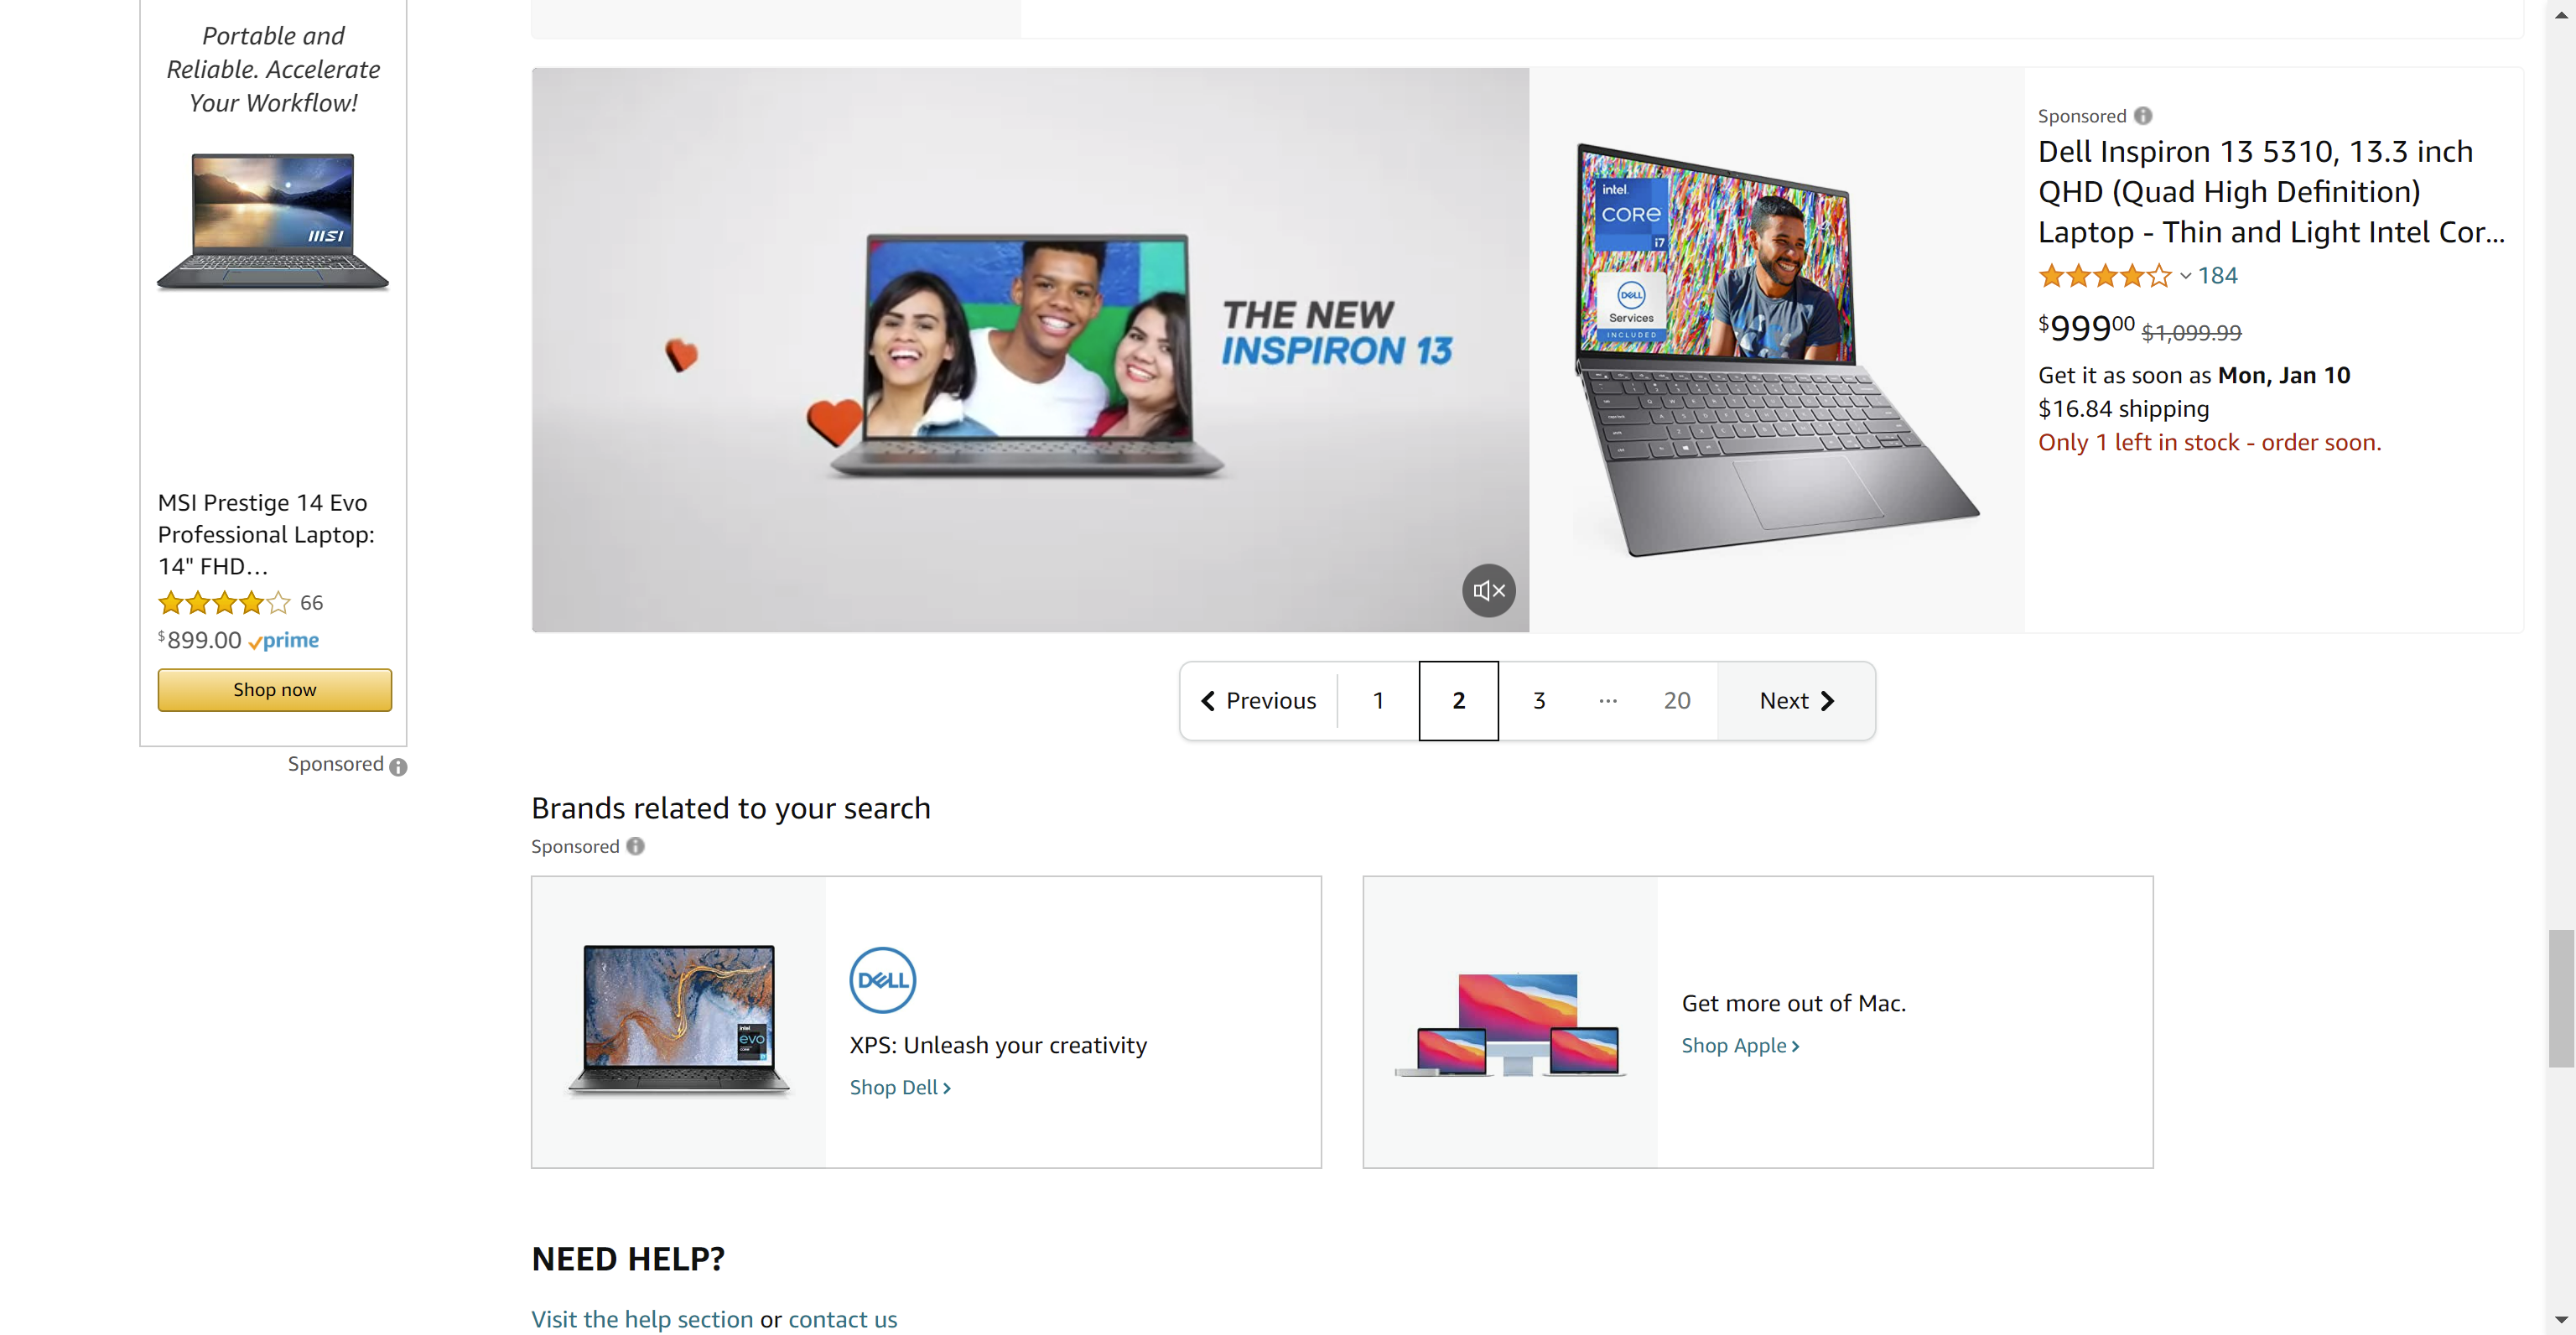 Portable and
Reliable. Accelerate
Your Workflow!
msi
MSI Prestige 14 Evo
Professional Laptop:
14" FHD...
66
$899.00 prime
Shop now
Sponsored
THE NEW
INSPIRON 13
intel.
CORE
i7
DELL
Services
INCLUDED
Sponsored
Dell Inspiron 13 5310, 13.3 inch
QHD (Quad High Definition)
Laptop - Thin and Light Intel Cor...
184
$99900 $1,099.99
Get it as soon as Mon, Jan 10
$16.84 shipping
Only 1 left in stock - order soon.
Previous 1 2 3 ... 20 Next
Brands related to your search
Sponsored
intel
evo
DELL
XPS: Unleash your creativity
Shop Dell ›
Get more out of Mac.
Shop Apple ›
NEED HELP?
Visit the help section or contact us